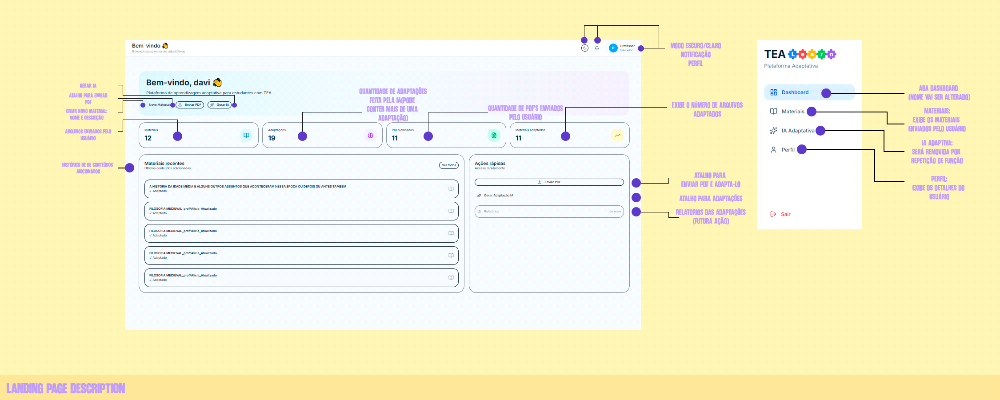 Bem-vindo 👏
Gerencie seus materiais adaptativos
P
Professor
Educador
MODO ESCURO/CLARO
NOTIFICAÇÃO
PERFIL
Bem-vindo, davi 👏
Plataforma de aprendizagem adaptativa para estudantes com TEA.
Novo Material
Enviar PDF
Gerar IA
GERAR IA
ATALHO PARA ENVIAR
PDF
CRIAR NOVO MATERIAL:
NOME E DESCRIÇÃO
ARQUIVOS ENVIADOS PELO
USUÁRIO
QUANTIDADE DE ADAPTAÇÕES
FEITA PELA IA(PODE
CONTER MAIS DE UMA
ADAPTAÇÃO)
QUANTIDADE DE PDF'S ENVIADOS
PELO USUÁRIO
EXIBE O NÚMERO DE ARQUIVOS
ADAPTADOS
Materiais
12
Adaptações
19
PDFs enviados
11
Materiais adaptados
11
HISTÓRICO DE DE CONTEÚDOS
ADICIONADOS
Materiais recentes
Últimos conteúdos adicionados
Ver todos
A HISTÓRIA DA IDADE MÉDIA E ALGUNS OUTROS ASSUNTOS QUE ACONTECERAM NESSA ÉPOCA OU DEPOIS OU ANTES TAMBÉM
✓ Adaptado
FILOSOFIA MEDIEVAL_profªAlicia_Atualizado
✓ Adaptado
FILOSOFIA MEDIEVAL_profªAlicia_Atualizado
✓ Adaptado
FILOSOFIA MEDIEVAL_profªAlicia_Atualizado
✓ Adaptado
FILOSOFIA MEDIEVAL_profªAlicia_Atualizado
✓ Adaptado
Ações rápidas
Acesse rapidamente
Enviar PDF
Gerar Adaptação IA
Relatórios
Em breve
ATALHO PARA
ENVIAR PDF E ADAPTA-LO
ATALHO PARA ADAPTAÇÕES
RELATORIOS DAS ADAPTAÇÕES
(FUTURA AÇÃO)
TEA Learn
Plataforma Adaptativa
Dashboard
Materiais
IA Adaptativa
Perfil
Sair
ABA DASHBOARD
(NOME VAI SER ALTERADO)
MATERIAIS:
EXIBE OS MATERIAIS
ENVIADOS PELO USUÁRIO
IA ADAPTIVA:
SERÁ REMOVIDA POR
REPETIÇÃO DE FUNÇÃO
PERFIL:
EXIBE OS DETALHES DO
USUÁRIO
LANDING PAGE DESCRIPTION